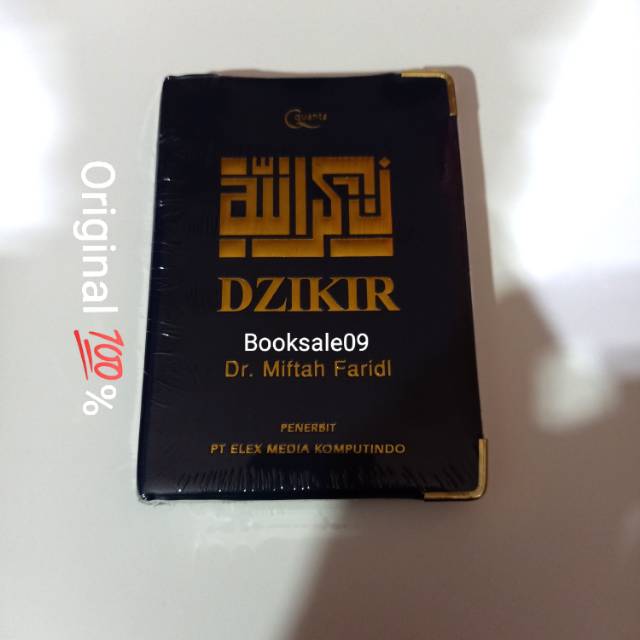 Quanta
ذكر الله
DZIKIR
Booksale09
Dr. Miftah Faridl
PENERBIT
PT ELEX MEDIA KOMPUTINDO
Original 💯%